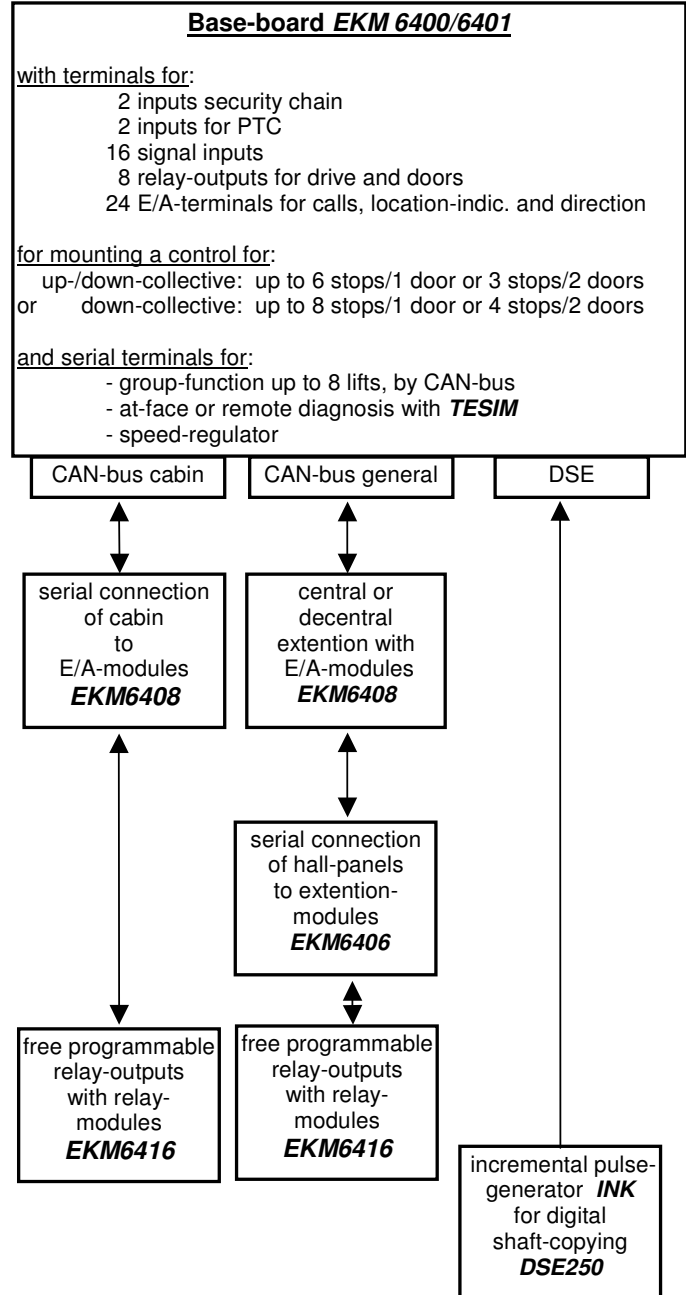 Base-board EKM 6400/6401
with terminals for:
2 inputs security chain
2 inputs for PTC
16 signal inputs
8 relay-outputs for drive and doors
24 E/A-terminals for calls, location-indic. and direction
for mounting a control for:
up-/down-collective: up to 6 stops/1 door or 3 stops/2 doors
or down-collective: up to 8 stops/1 door or 4 stops/2 doors
and serial terminals for:
- group-function up to 8 lifts, by CAN-bus
- at-face or remote diagnosis with TESIM
- speed-regulator
CAN-bus cabin
CAN-bus general
DSE
serial connection
of cabin
to
E/A-modules
EKM6408
central or
decentral
extention with
E/A-modules
EKM6408
serial connection
of hall-panels
to extention-
modules
EKM6406
free programmable
relay-outputs
with relay-
modules
EKM6416
free programmable
relay-outputs
with relay-
modules
EKM6416
incremental pulse-
generator INK
for digital
shaft-copying
DSE250